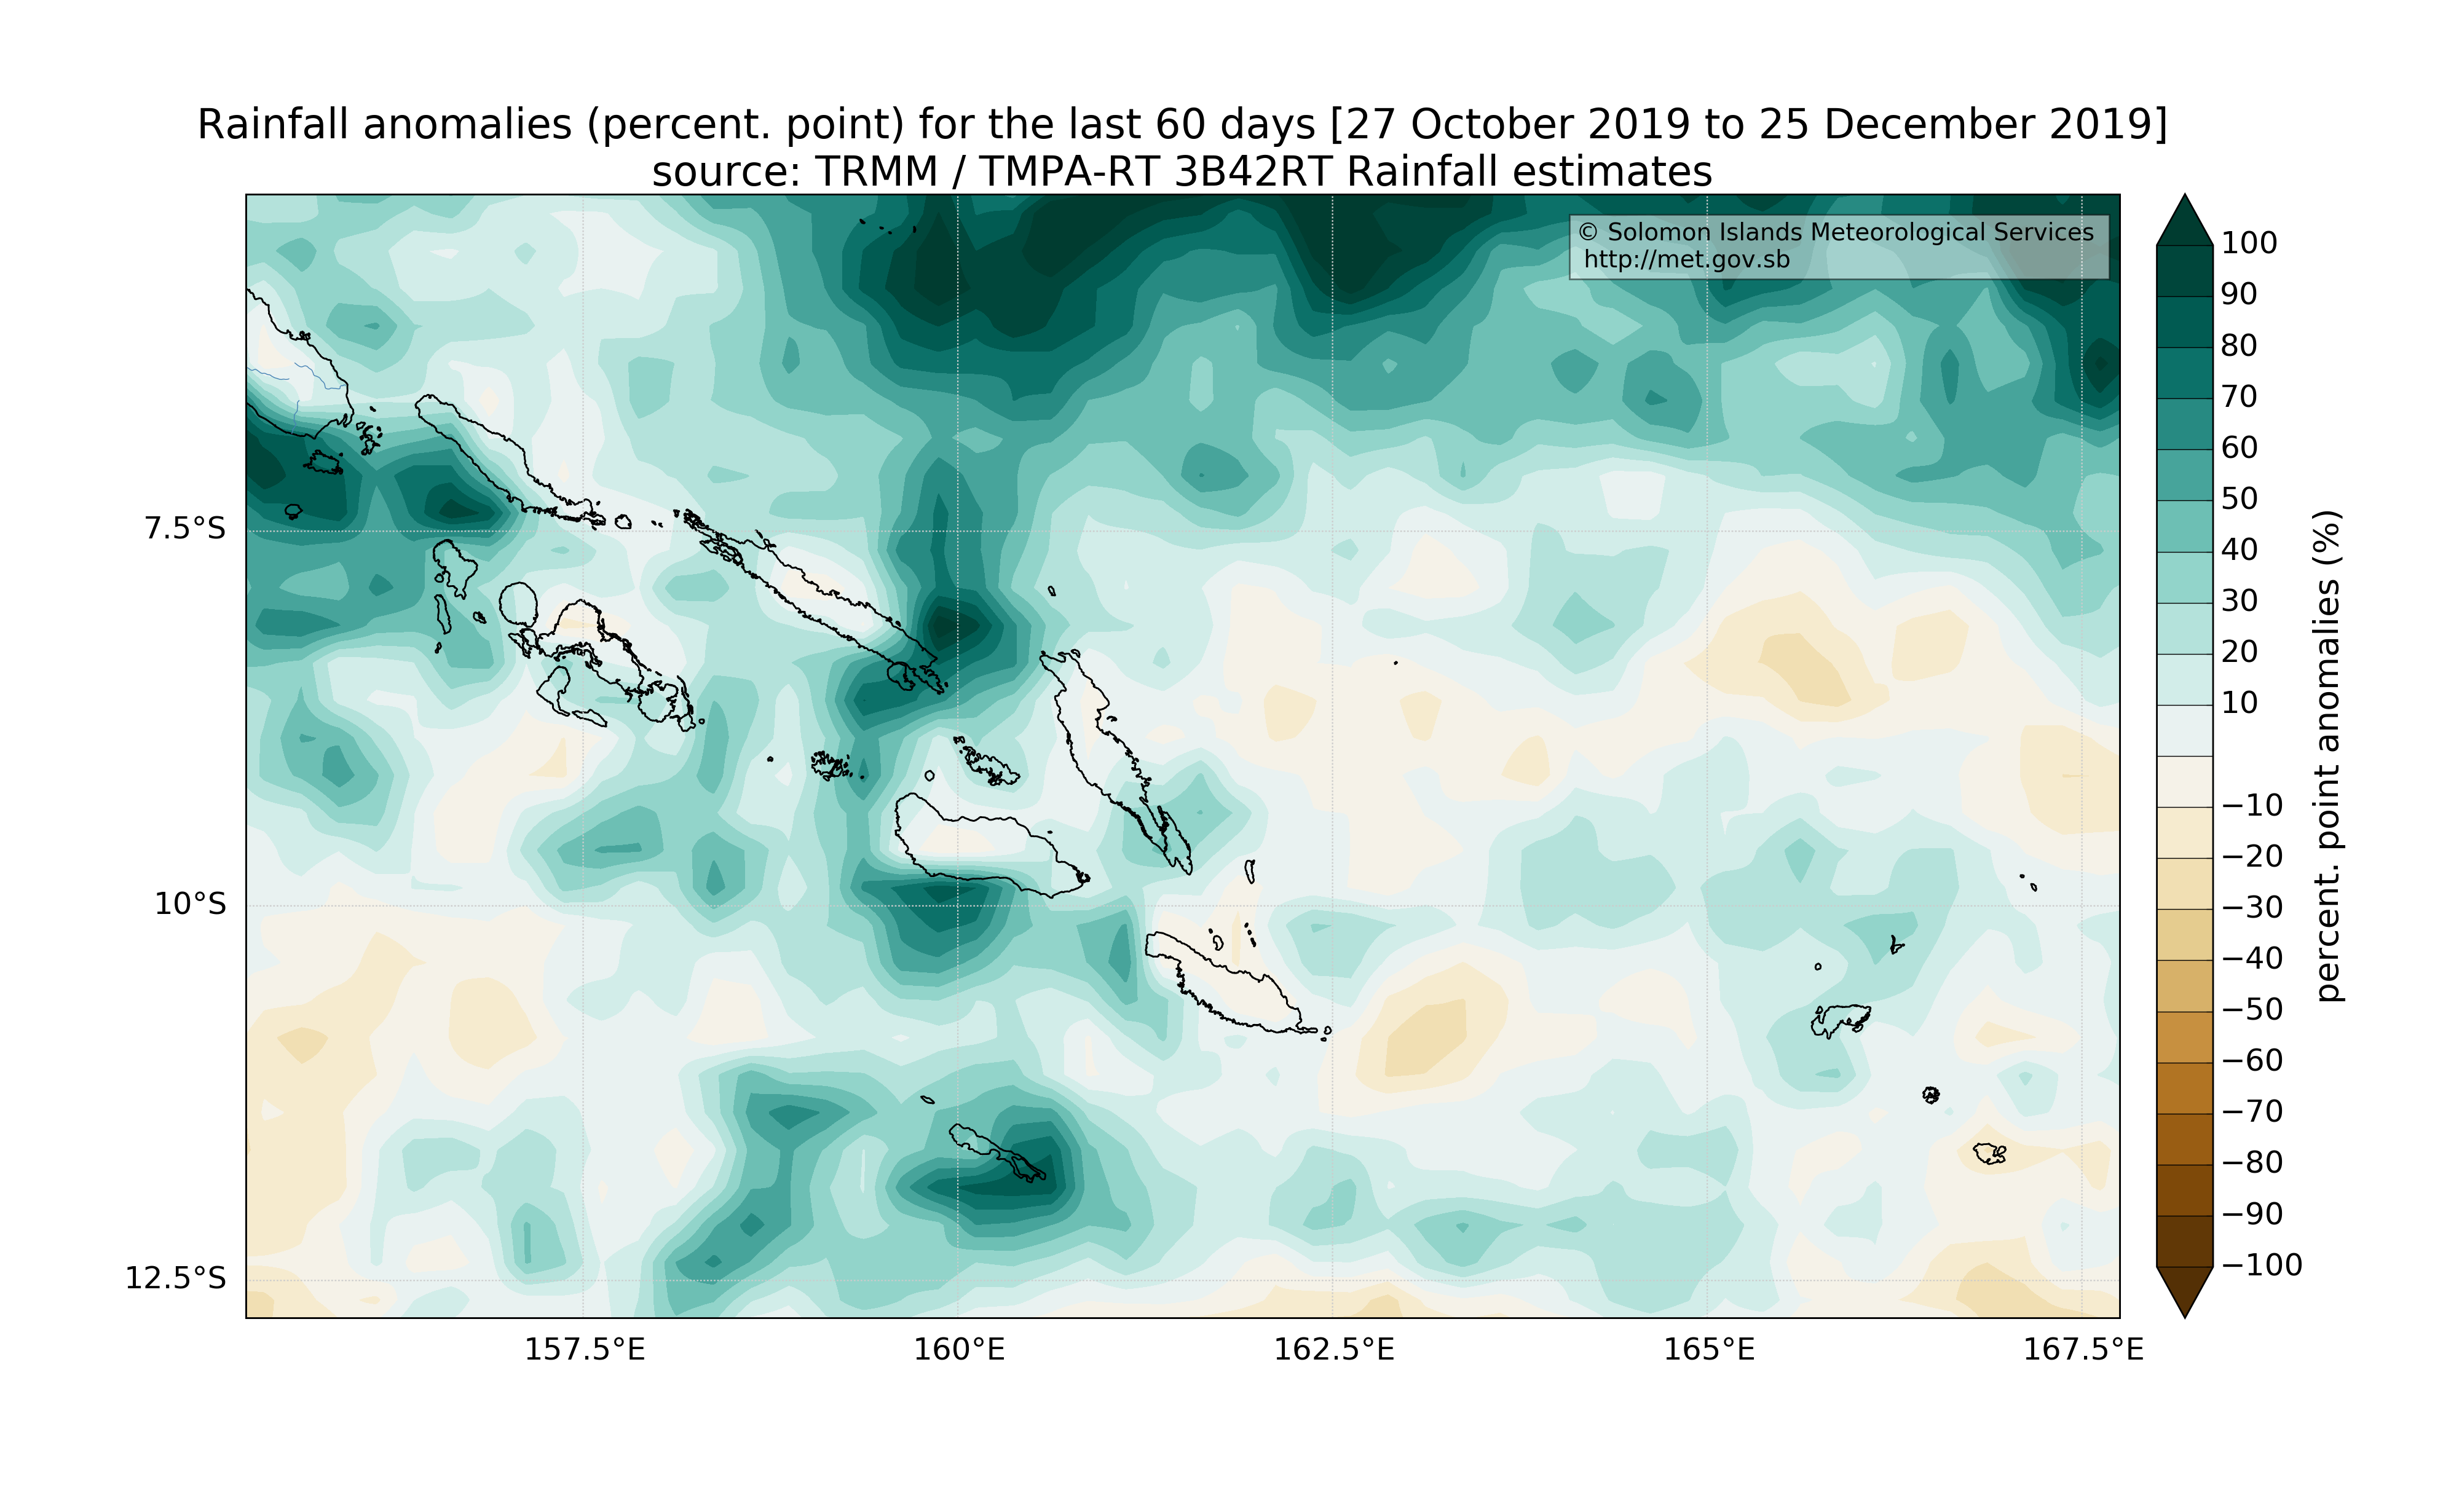 Rainfall anomalies (percent. point) for the last 60 days [27 October 2019 to 25 December 2019]
source: TRMM / TMPA-RT 3B42RT Rainfall estimates
© Solomon Islands Meteorological Services
http://met.gov.sb
7.5°S
10°S
12.5°S
157.5°E
160°E
162.5°E
165°E
167.5°E
100
90
80
70
60
50
40
30
20
10
−10
−20
−30
−40
−50
−60
−70
−80
−90
−100
percent. point anomalies (%)